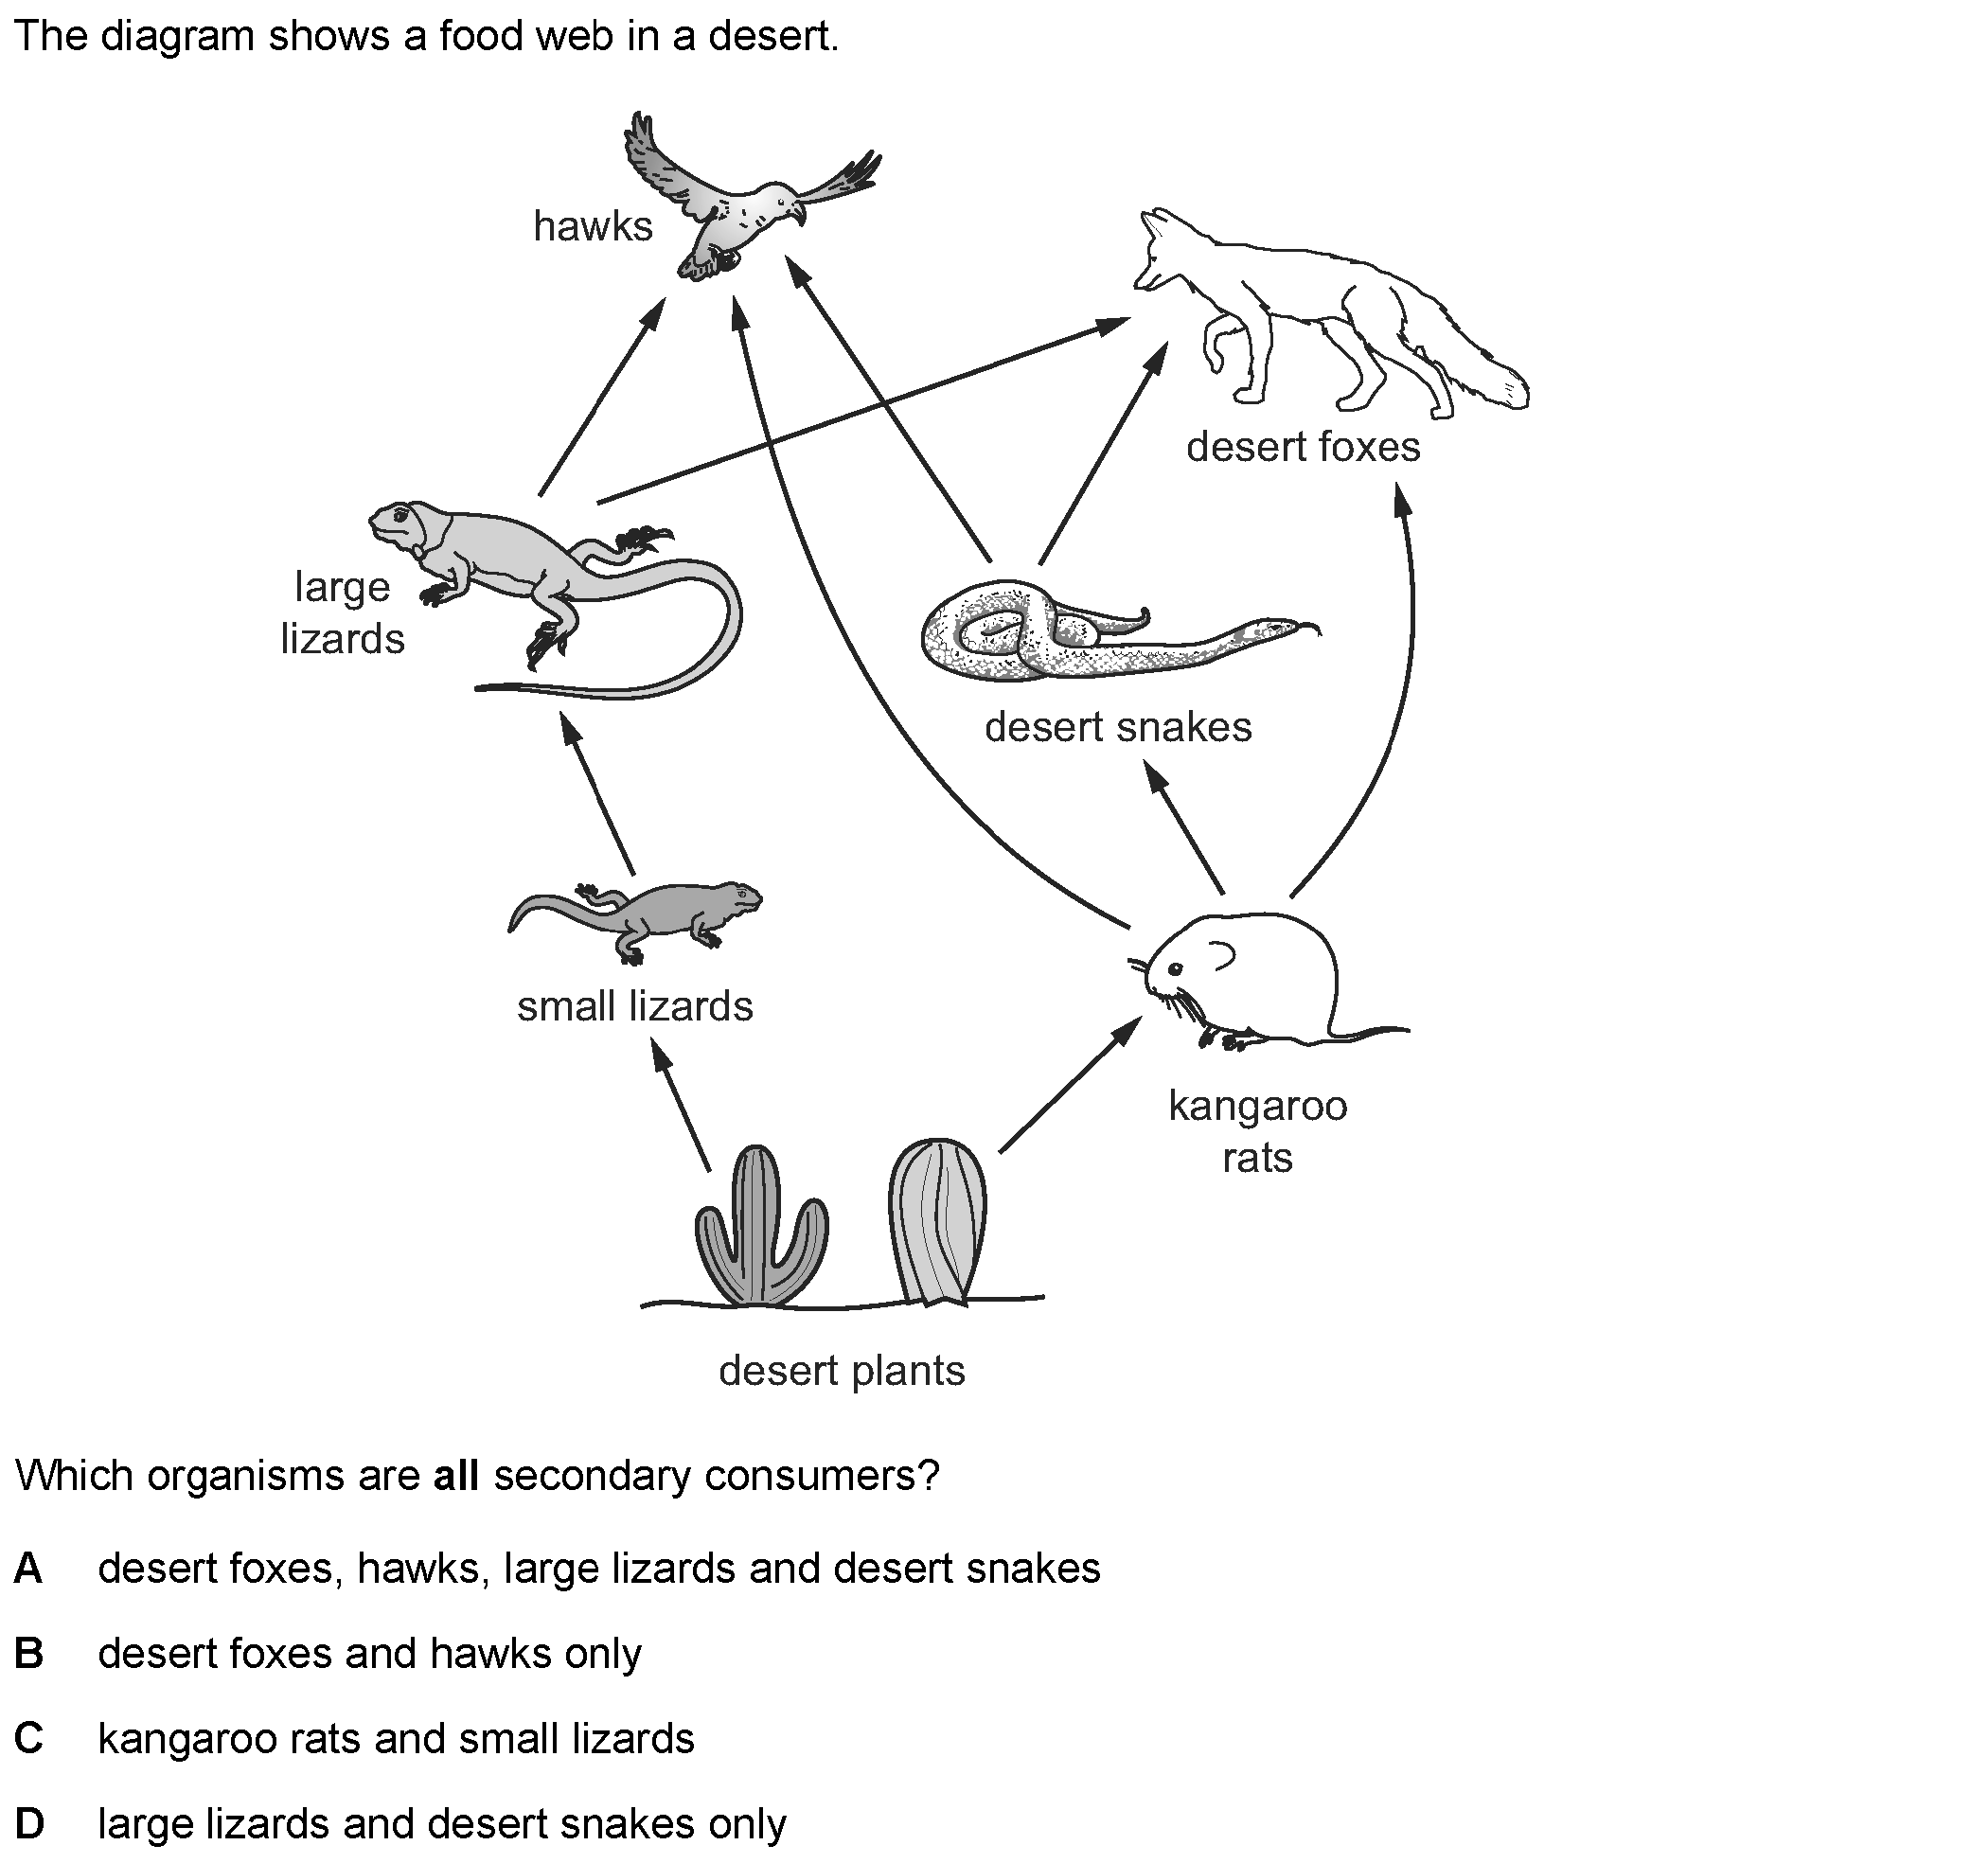 The diagram shows a food web in a desert.
hawks
desert foxes
large
lizards
desert snakes
small lizards
kangaroo
rats
desert plants
Which organisms are all secondary consumers?
A desert foxes, hawks, large lizards and desert snakes
B desert foxes and hawks only
C kangaroo rats and small lizards
D large lizards and desert snakes only